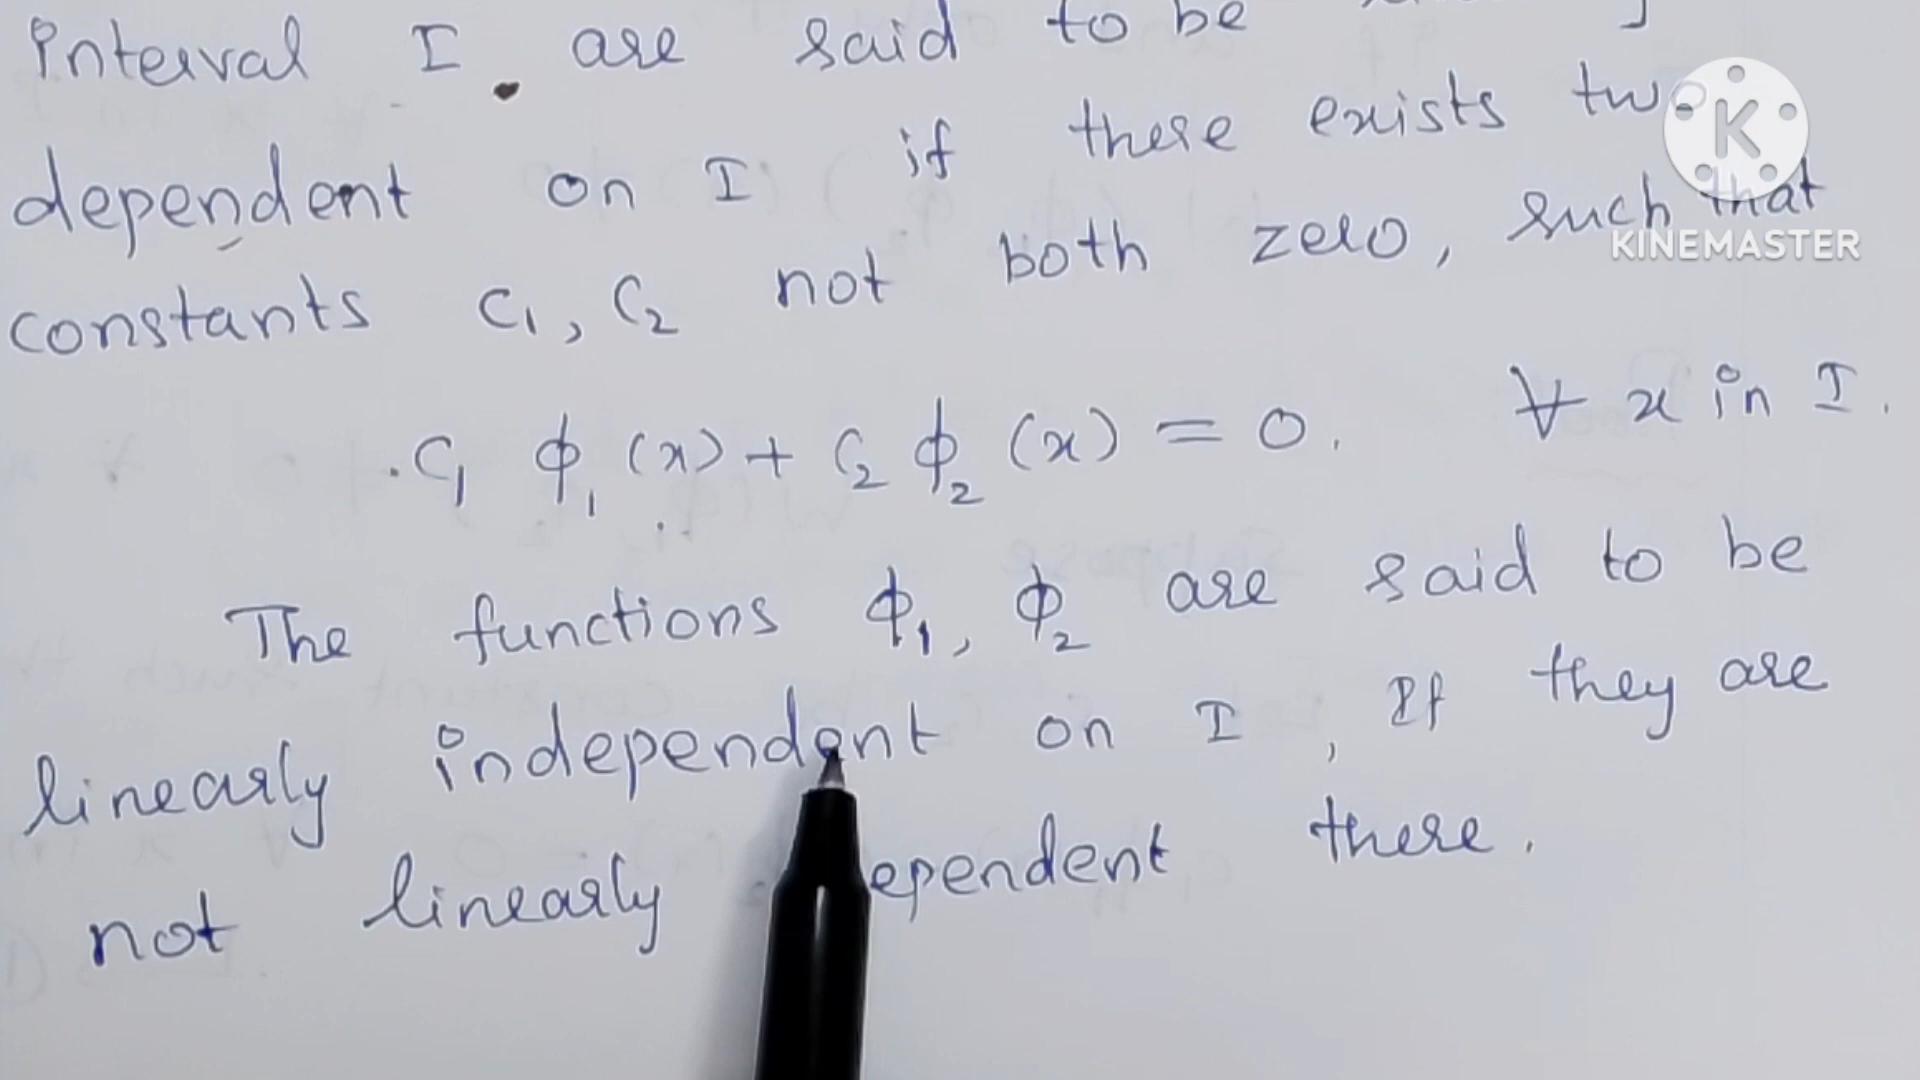 interval I are said to be
dependent on I if there exists two
constants C1, C2 not both zero, such that
C1 ϕ1 (x) + C2 ϕ2 (x) = 0. ∀ x in I.
The functions ϕ1, ϕ2 are said to be
linearly independent on I, If they are
not linearly ependent there.
K
KINEMASTER